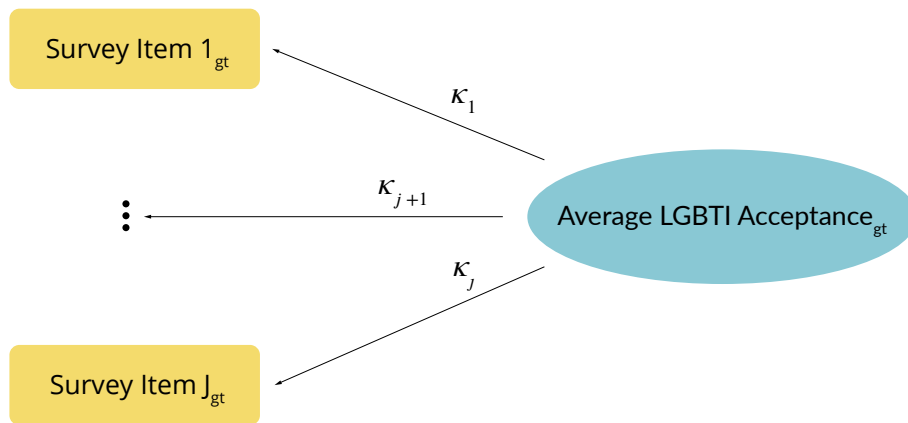 Survey Item 1gt
κ1
κj+1
Average LGBTI Acceptancegt
κj
Survey Item Jgt